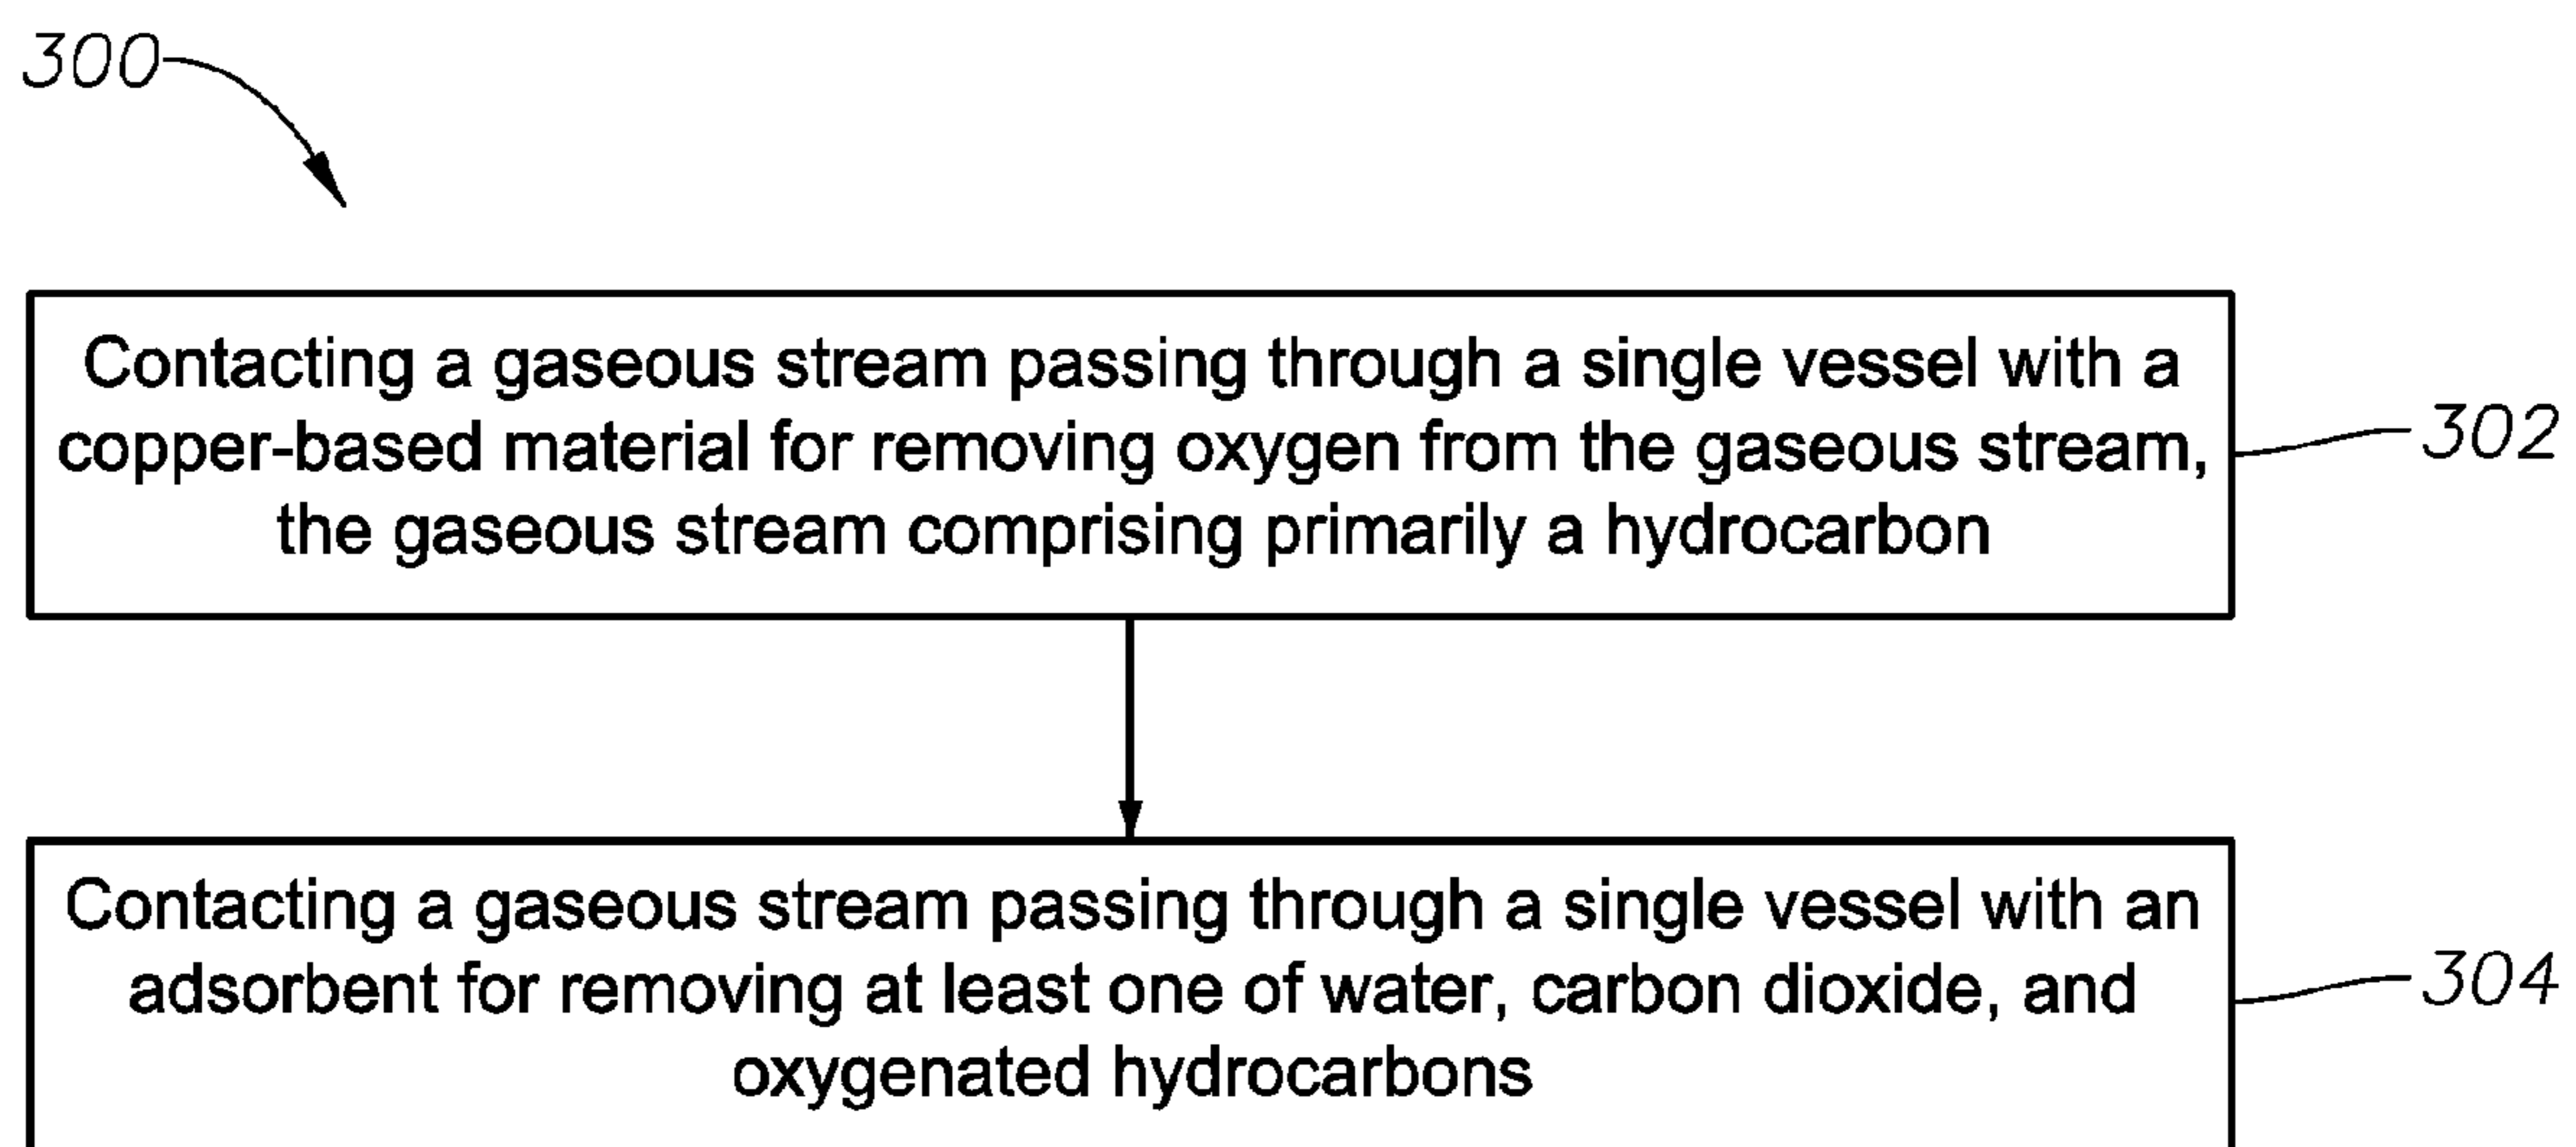 300
Contacting a gaseous stream passing through a single vessel with a
copper-based material for removing oxygen from the gaseous stream,
the gaseous stream comprising primarily a hydrocarbon
302
Contacting a gaseous stream passing through a single vessel with an
adsorbent for removing at least one of water, carbon dioxide, and
oxygenated hydrocarbons
304